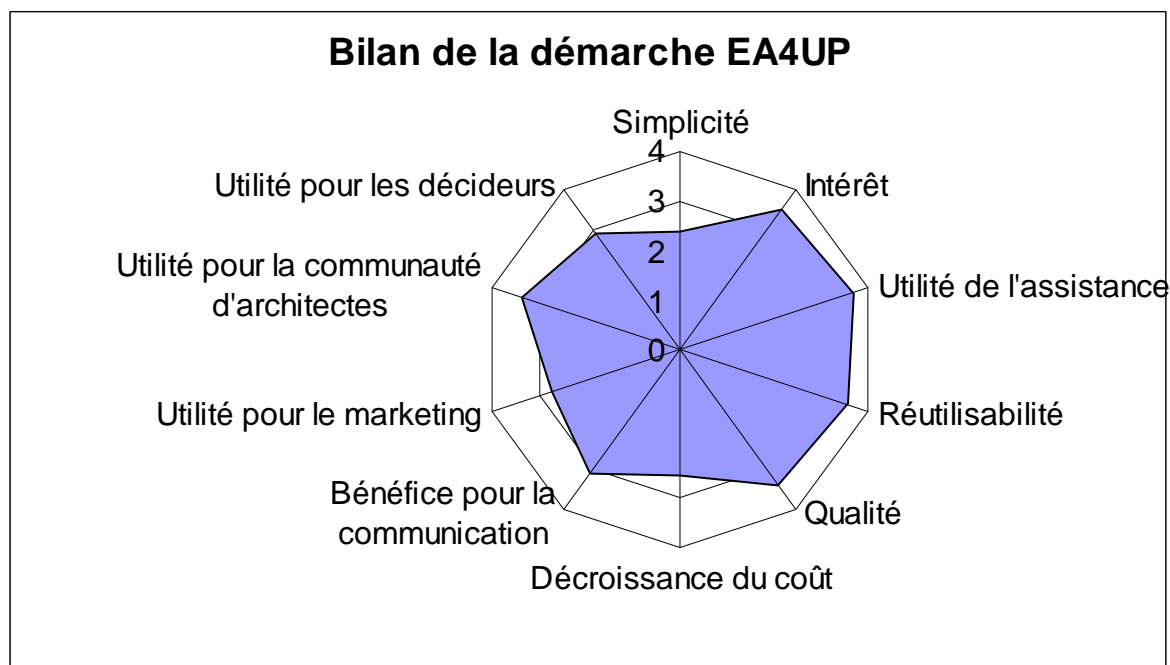 Bilan de la démarche EA4UP
Simplicité
Intérêt
Utilité de l'assistance
Réutilisabilité
Qualité
Décroissance du coût
Bénéfice pour la
communication
Utilité pour le marketing
Utilité pour la communauté
d'architectes
Utilité pour les décideurs
4
3
2
1
0